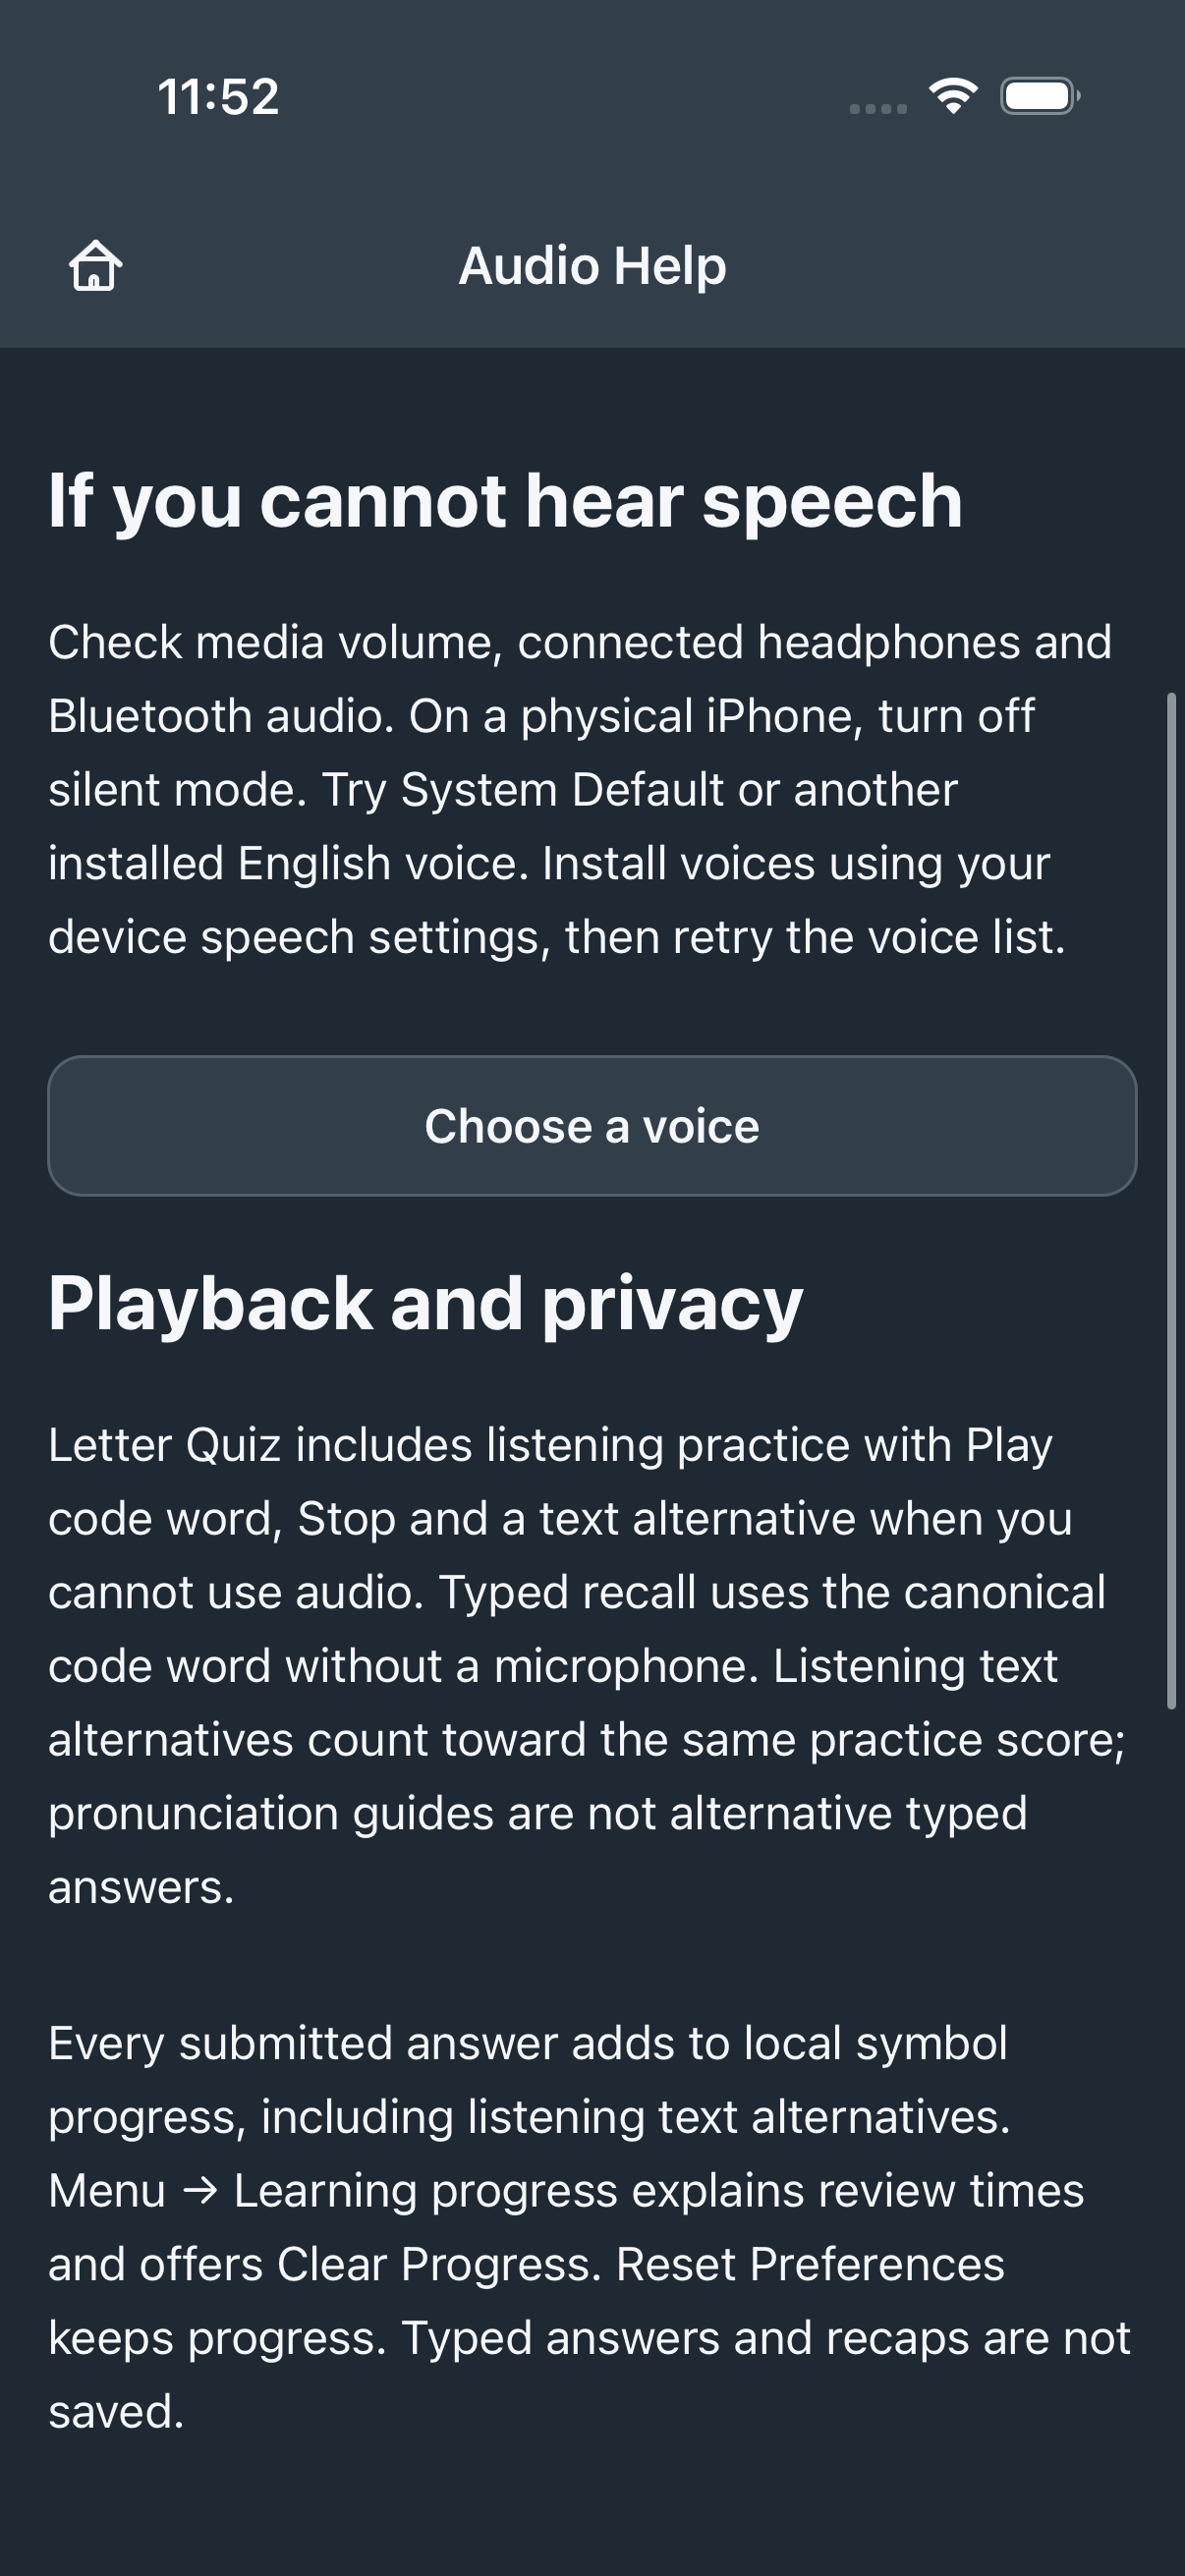 11:52
Audio Help
If you cannot hear speech
Check media volume, connected headphones and
Bluetooth audio. On a physical iPhone, turn off
silent mode. Try System Default or another
installed English voice. Install voices using your
device speech settings, then retry the voice list.
Choose a voice
Playback and privacy
Letter Quiz includes listening practice with Play
code word, Stop and a text alternative when you
cannot use audio. Typed recall uses the canonical
code word without a microphone. Listening text
alternatives count toward the same practice score;
pronunciation guides are not alternative typed
answers.
Every submitted answer adds to local symbol
progress, including listening text alternatives.
Menu → Learning progress explains review times
and offers Clear Progress. Reset Preferences
keeps progress. Typed answers and recaps are not
saved.